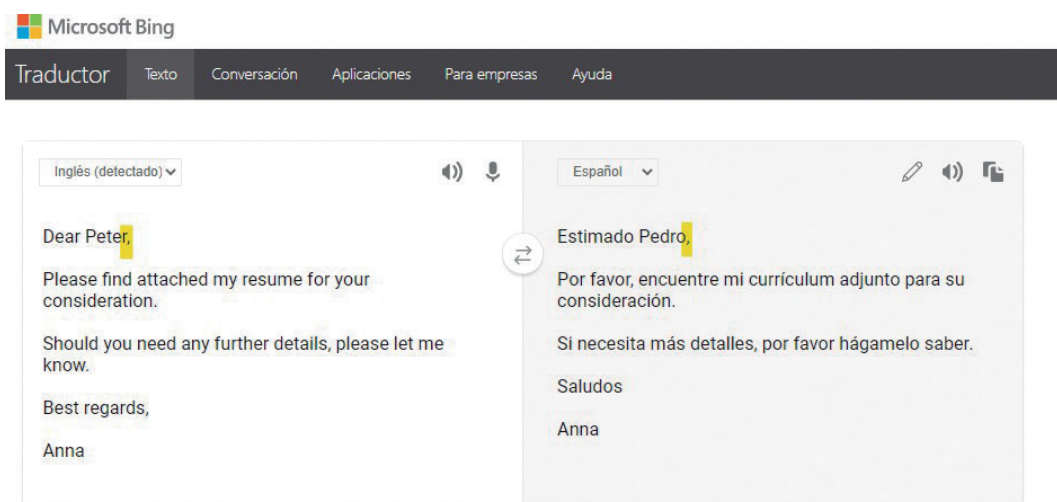 Microsoft Bing
Traductor Texto Conversación Aplicaciones Para empresas Ayuda
Inglés (detectado)
Dear Peter,
Please find attached my resume for your
consideration.
Should you need any further details, please let me
know.
Best regards,
Anna
Español
Estimado Pedro,
Por favor, encuentre mi currículum adjunto para su
consideración.
Si necesita más detalles, por favor hágamelo saber.
Saludos
Anna